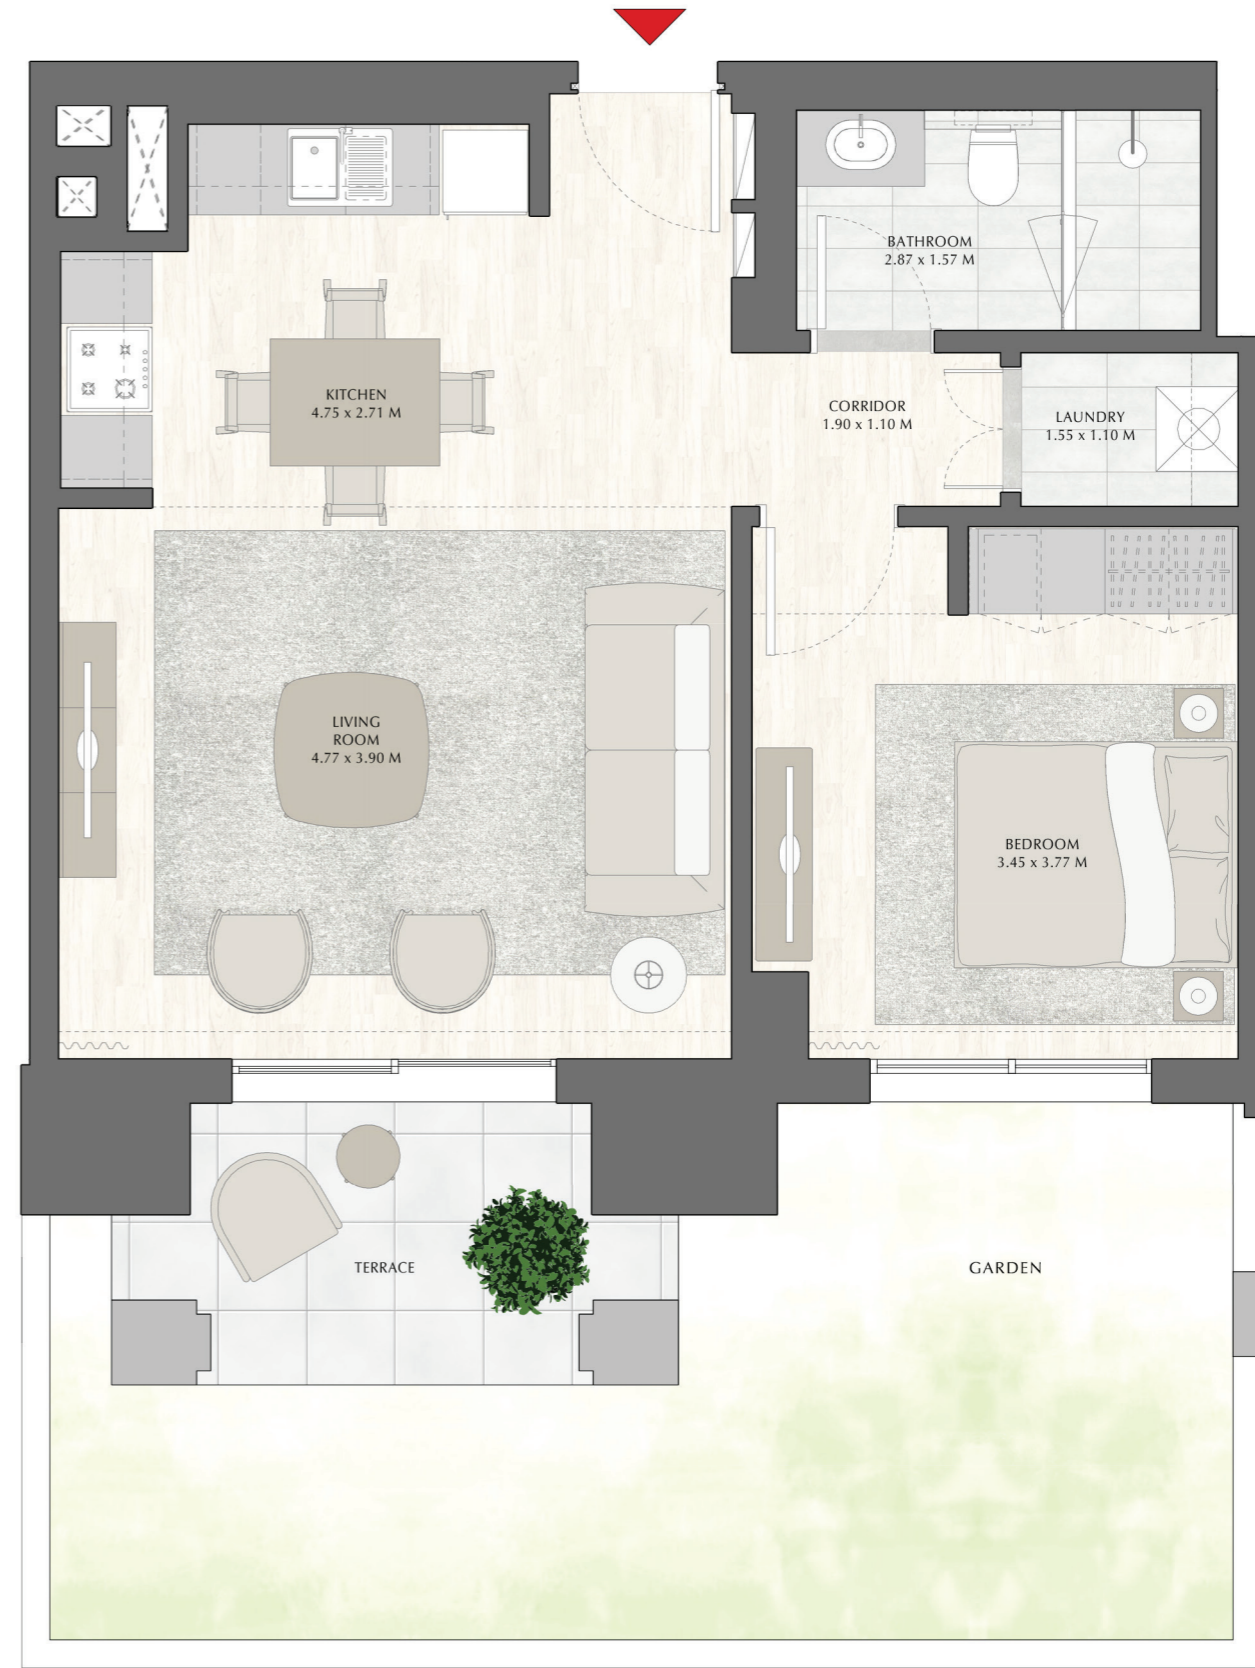 BATHROOM
2.87 x 1.57 M
KITCHEN
4.75 x 2.71 M
CORRIDOR
1.90 x 1.10 M
LAUNDRY
1.55 x 1.10 M
LIVING
ROOM
4.77 x 3.90 M
BEDROOM
3.45 x 3.77 M
TERRACE
GARDEN